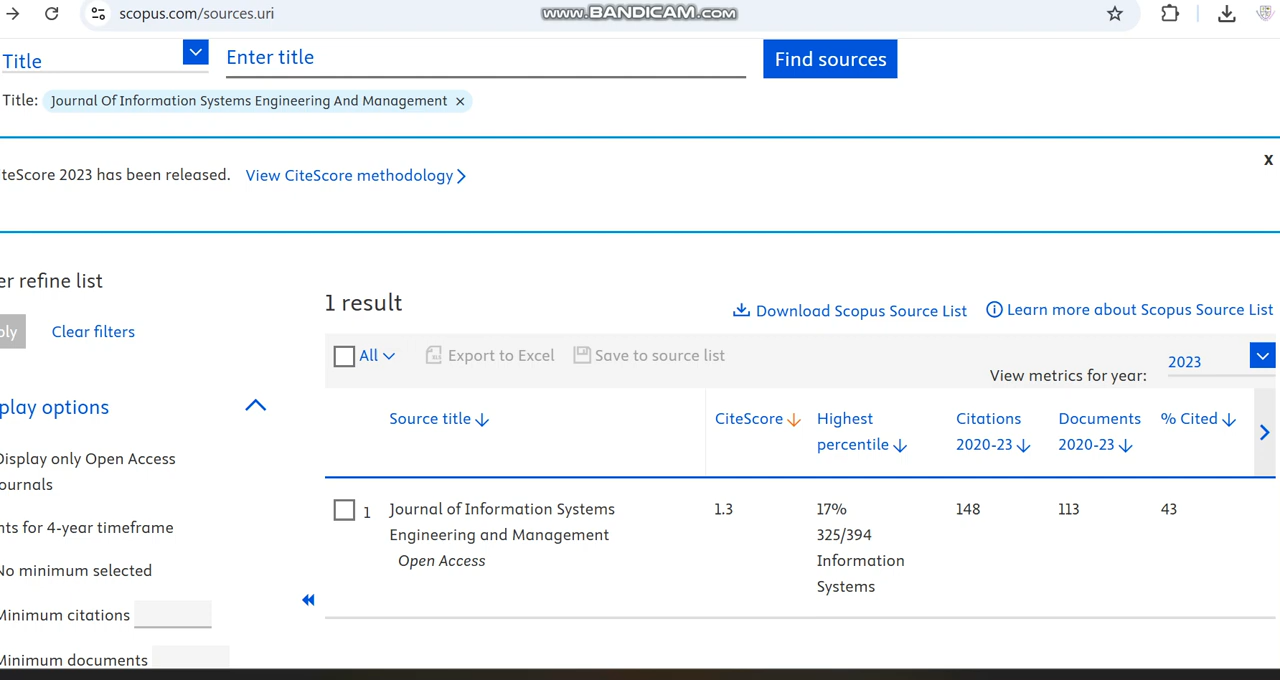 scopus.com/sources.uri
www.BANDICAM.com
Title
Enter title
Find sources
Title: Journal Of Information Systems Engineering And Management ×
teScore 2023 has been released. View CiteScore methodology
x
er refine list
ply
Clear filters
1 result
Download Scopus Source List
Learn more about Scopus Source List
All
Export to Excel
Save to source list
View metrics for year:
2023
play options
Display only Open Access
ournals
nts for 4-year timeframe
No minimum selected
Minimum citations
Minimum documents
Source title
CiteScore
Highest
percentile
Citations
2020-23
Documents
2020-23
% Cited
1
Journal of Information Systems
Engineering and Management
Open Access
1.3
17%
325/394
Information
Systems
148
113
43